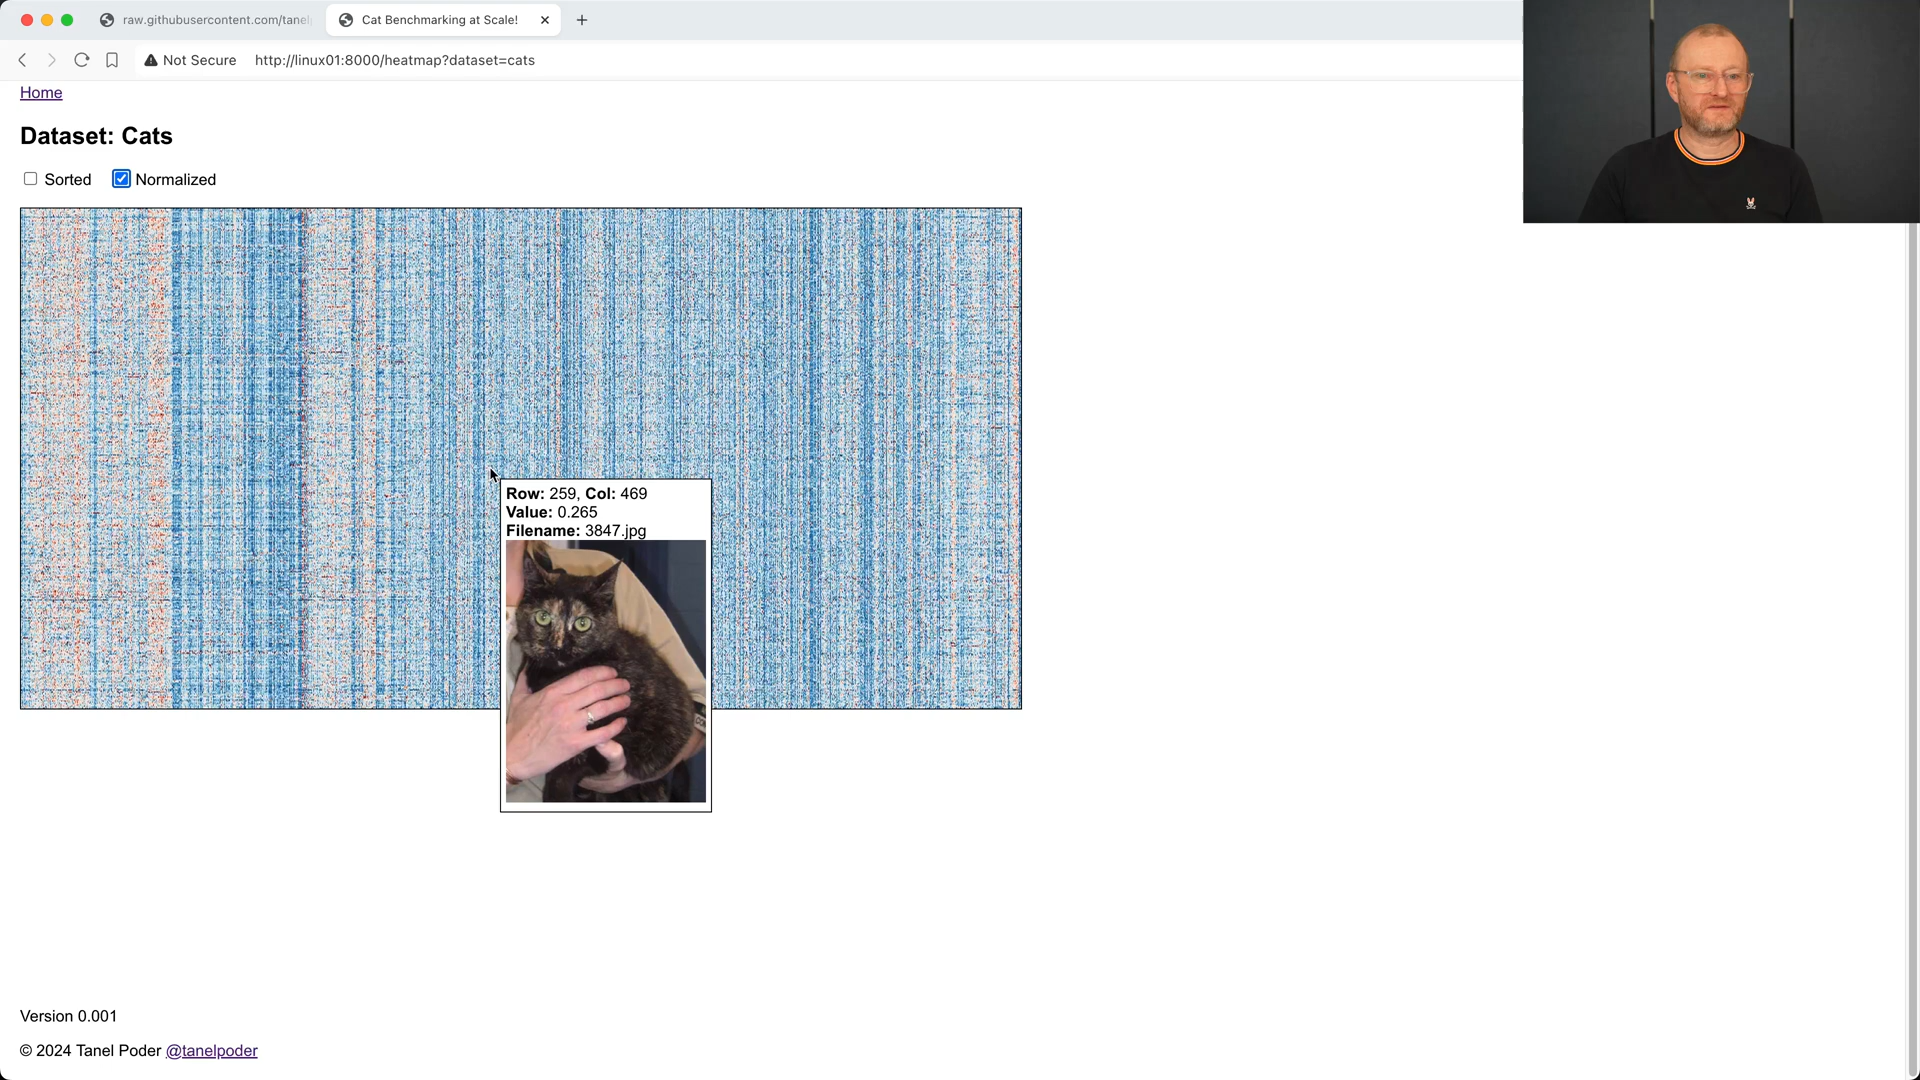 raw.githubusercontent.com/tanel
Cat Benchmarking at Scale!
Not Secure
http://linux01:8000/heatmap?dataset=cats
Home
Dataset: Cats
Sorted
Normalized
Row: 259, Col: 469
Value: 0.265
Filename: 3847.jpg
Version 0.001
© 2024 Tanel Poder @tanelpoder